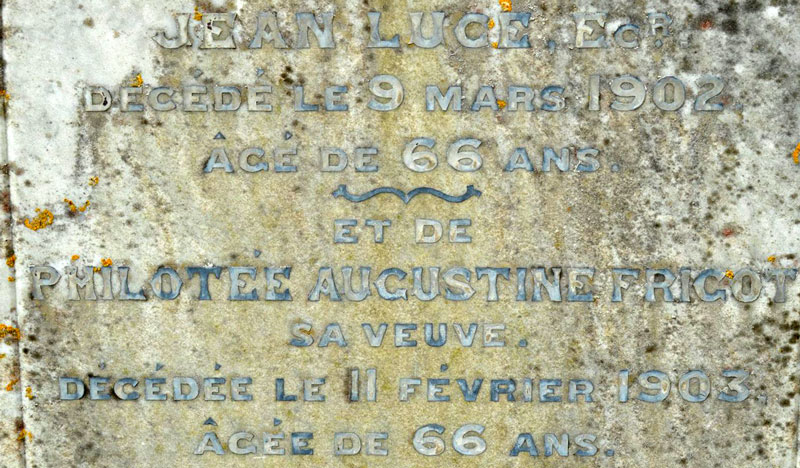 JEAN LUCE, Ecr
DÉCÉDÉ LE 9 MARS 1902,
ÂGÉ DE 66 ANS.
ET DE
PHILOTÉE AUGUSTINE FRIGOT
SA VEUVE.
DÉCÉDÉE LE 11 FÉVRIER 1903,
ÂGÉE DE 66 ANS.